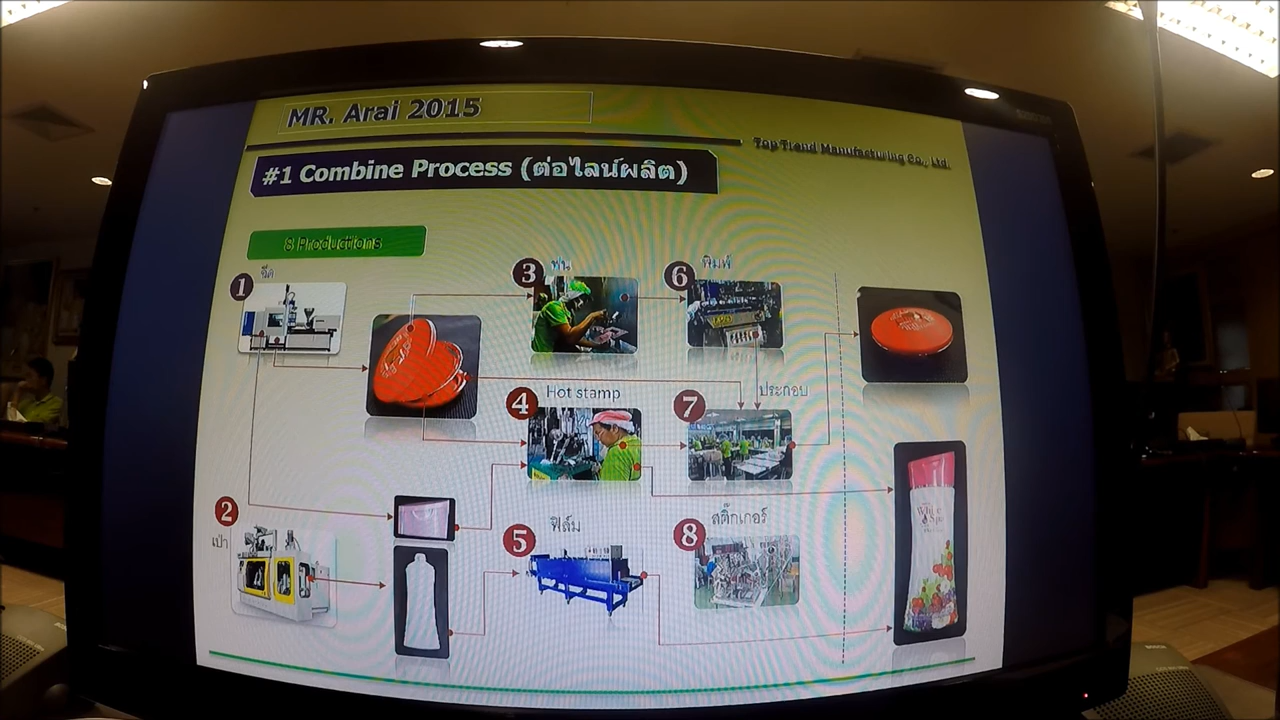 MR. Arai 2015
Top Trend Manufacturing Co., Ltd.
#1 Combine Process (ต่อไลน์ผลิต)
8 Productions
1 ฉีด
3 พ่น
6 พิมพ์
4 Hot stamp
7 ประกอบ
2 เป่า
5 ฟิล์ม
8 สติ๊กเกอร์
White
Spa